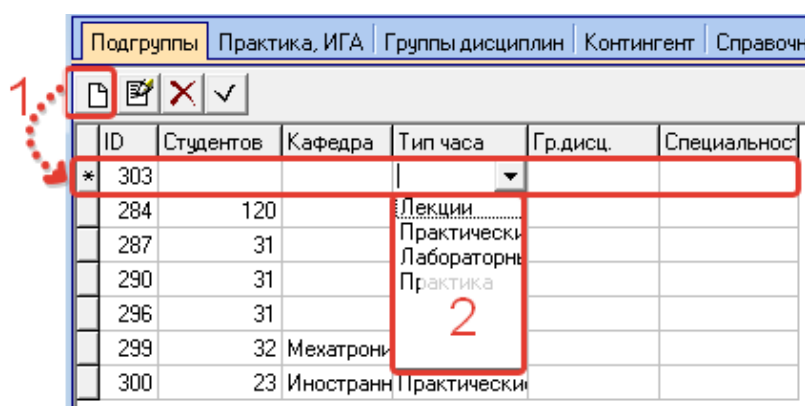 Подгруппы Практика, ИГА Группы дисциплин Контингент Справочн
1
ID Студентов Кафедра Тип часа Гр.дисц. Специальност
* 303
284 120 Лекции
Практически
287 31 Лабораторны
290 31 Практика
296 31 2
299 32 Мехатрони
300 23 Иностранн Практически